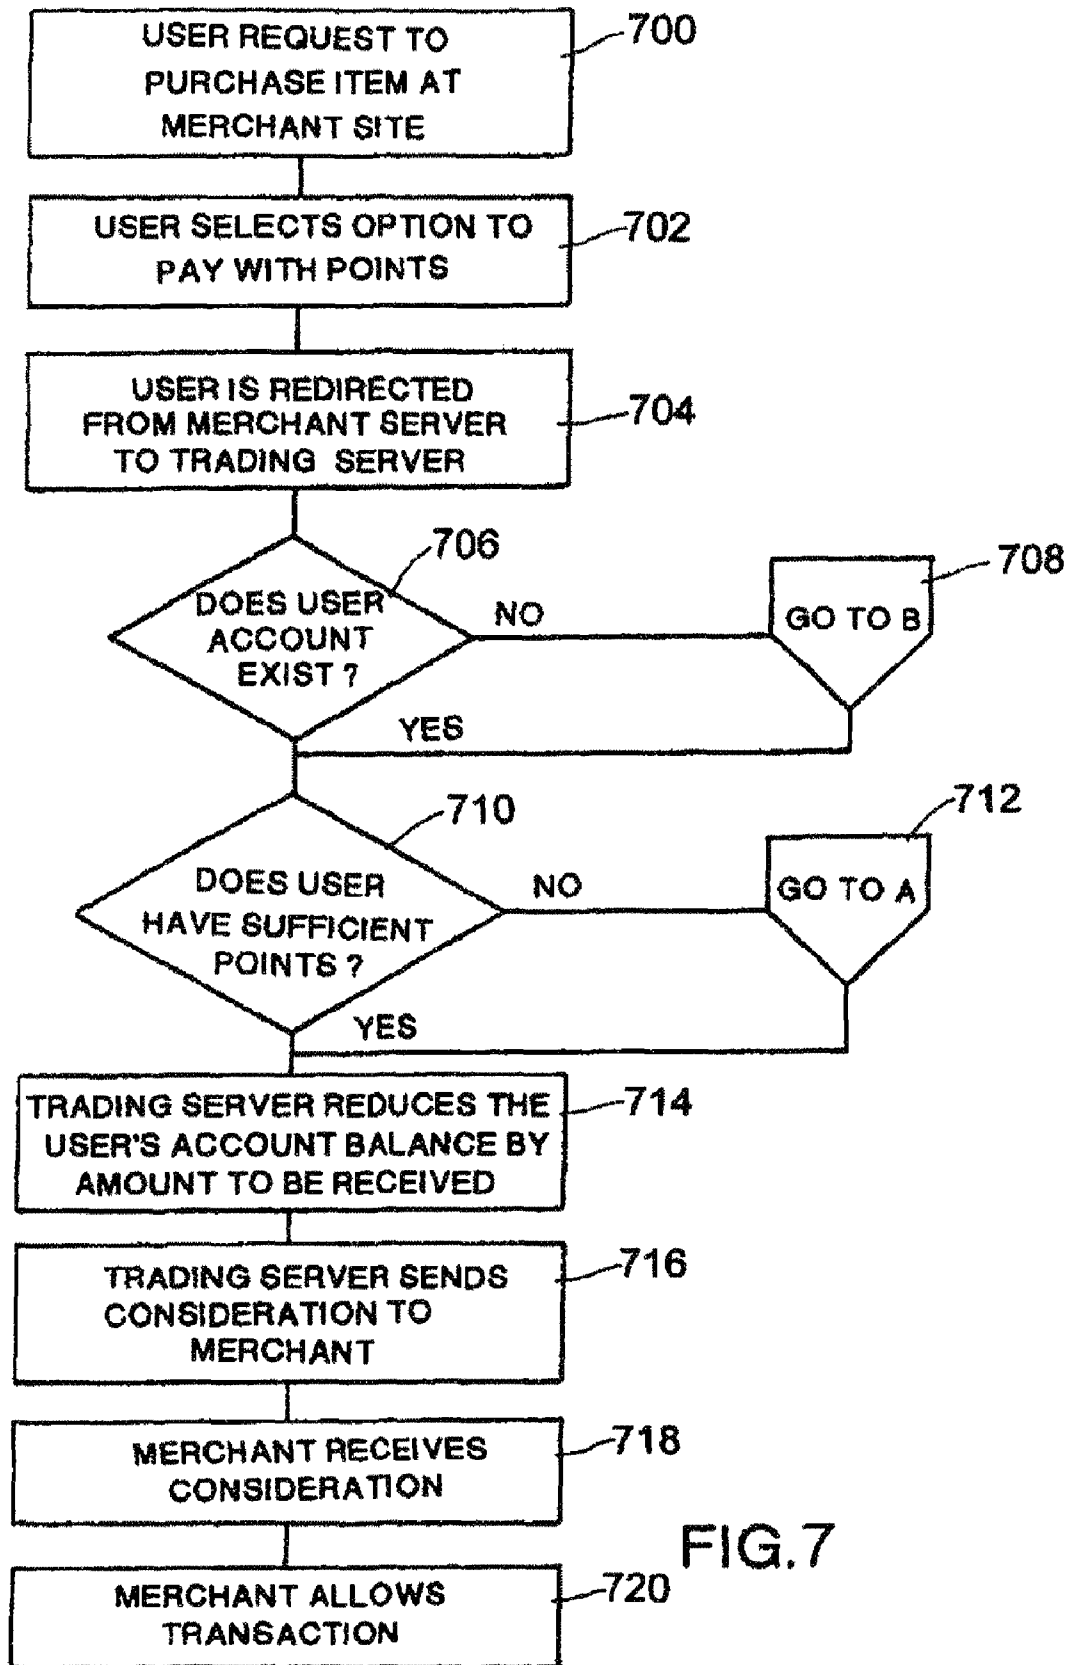 USER REQUEST TO
PURCHASE ITEM AT
MERCHANT SITE
700
USER SELECTS OPTION TO
PAY WITH POINTS
702
USER IS REDIRECTED
FROM MERCHANT SERVER
TO TRADING SERVER
704
706
DOES USER
ACCOUNT
EXIST ?
NO
708
GO TO B
YES
710
DOES USER
HAVE SUFFICIENT
POINTS ?
NO
712
GO TO A
YES
TRADING SERVER REDUCES THE
USER'S ACCOUNT BALANCE BY
AMOUNT TO BE RECEIVED
714
TRADING SERVER SENDS
CONSIDERATION TO
MERCHANT
716
MERCHANT RECEIVES
CONSIDERATION
718
FIG.7
MERCHANT ALLOWS
TRANSACTION
720